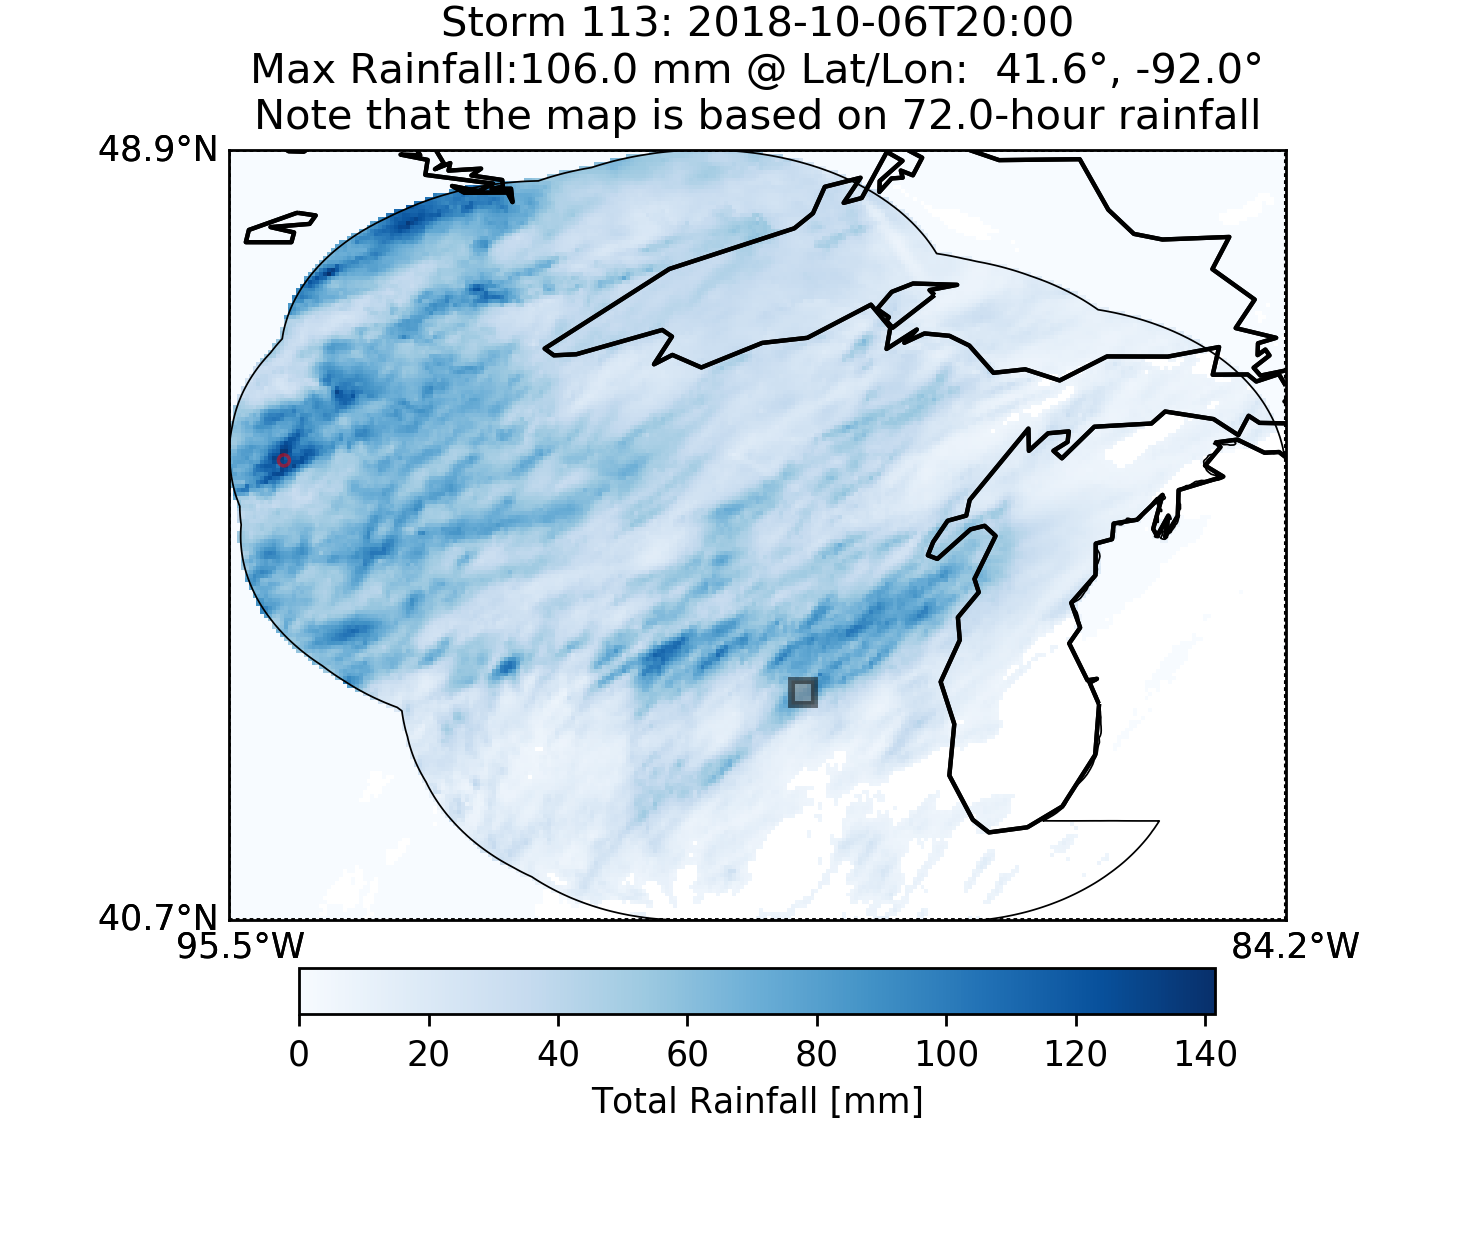 Storm 113: 2018-10-06T20:00
Max Rainfall:106.0 mm @ Lat/Lon:  41.6°, -92.0°
Note that the map is based on 72.0-hour rainfall
48.9°N
40.7°N
95.5°W 84.2°W
0 20 40 60 80 100 120 140
Total Rainfall [mm]